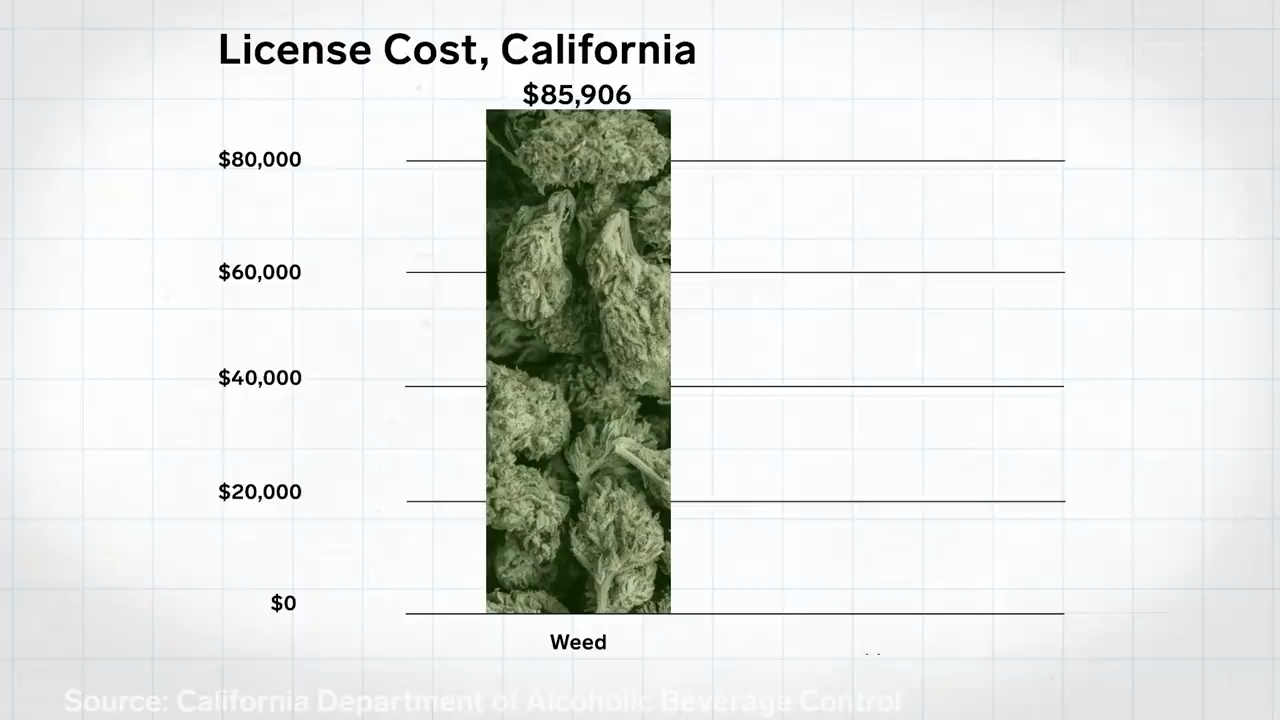 License Cost, California
$85,906
$80,000
$60,000
$40,000
$20,000
$0
Weed
Source: California Department of Alcoholic Beverage Control